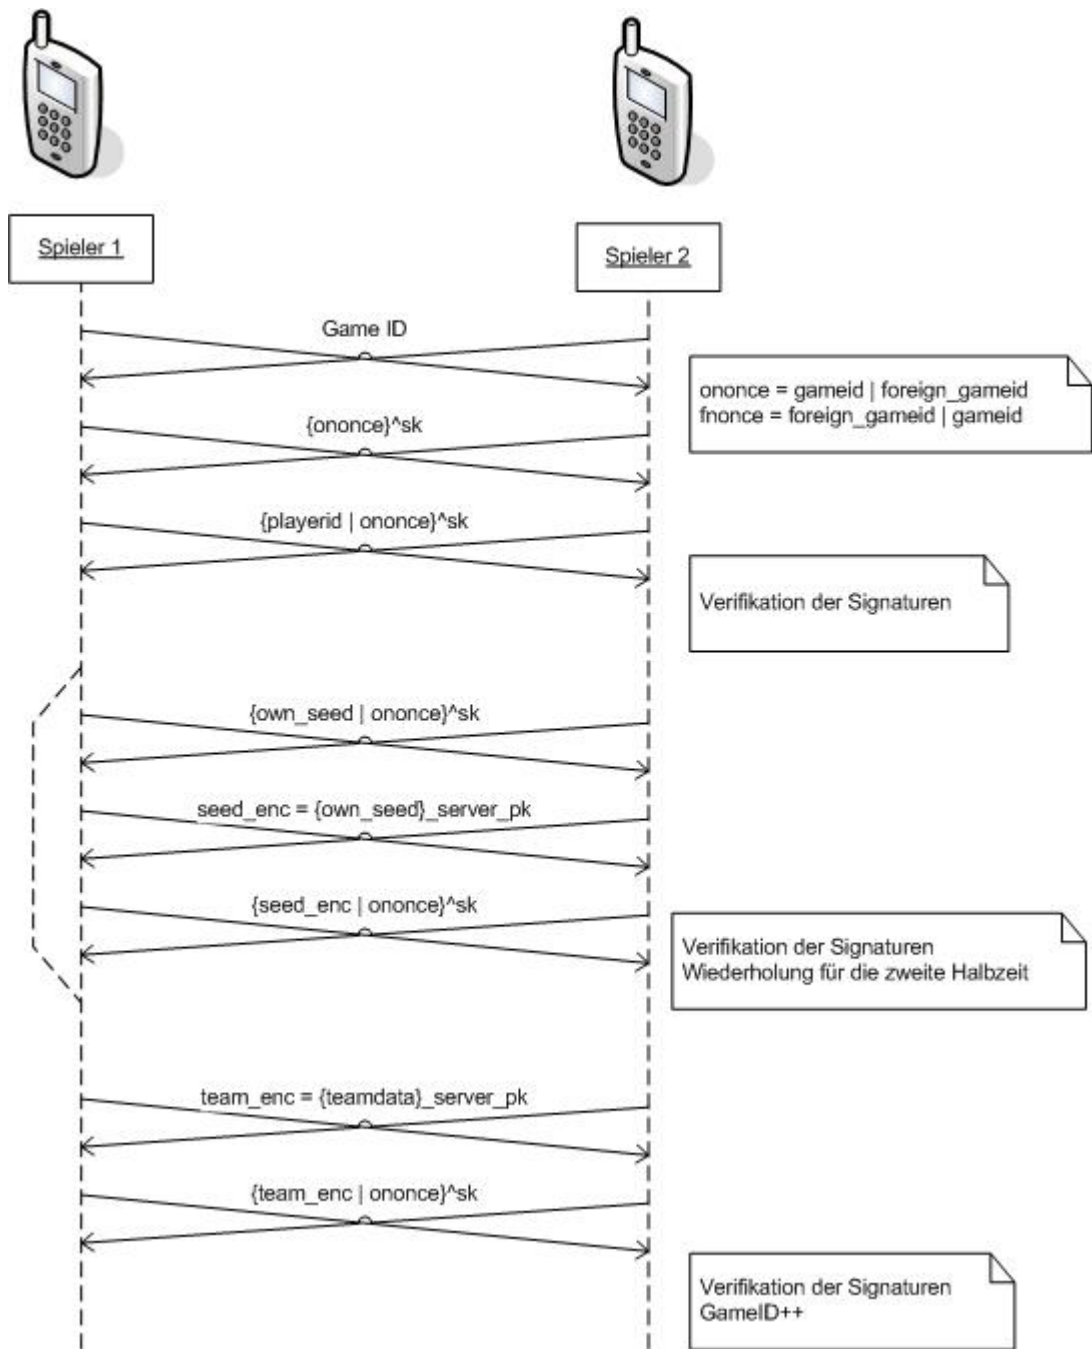 Spieler 1
Spieler 2
Game ID
ononce = gameid | foreign_gameid
fnonce = foreign_gameid | gameid
{ononce}^sk
{playerid | ononce}^sk
Verifikation der Signaturen
{own_seed | ononce}^sk
seed_enc = {own_seed}_server_pk
{seed_enc | ononce}^sk
Verifikation der Signaturen
Wiederholung für die zweite Halbzeit
team_enc = {teamdata}_server_pk
{team_enc | ononce}^sk
Verifikation der Signaturen
GameID++